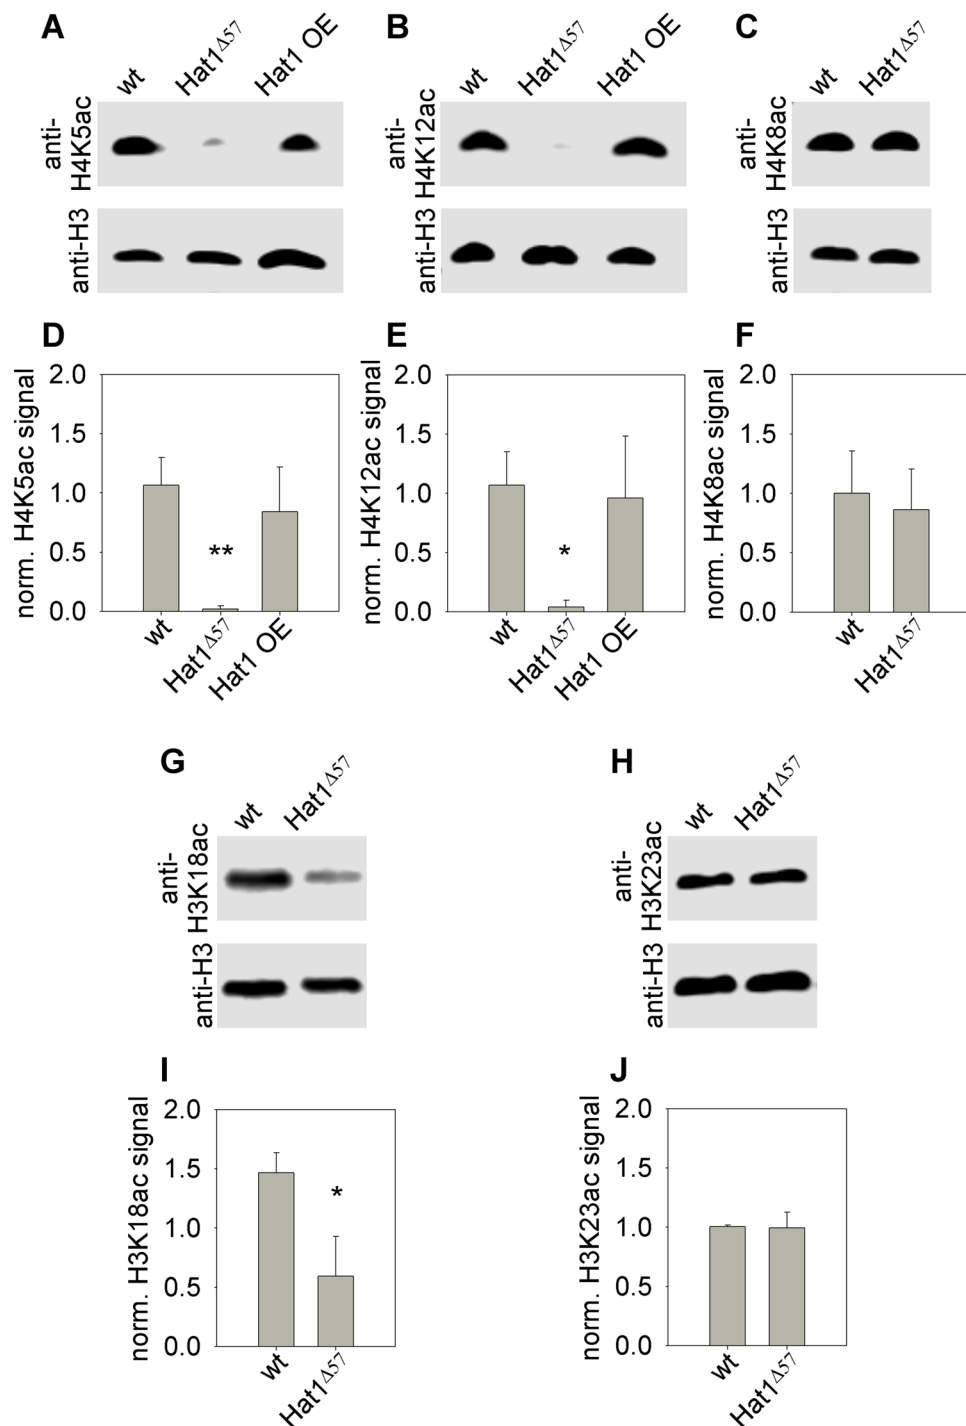 A
B
C
wt
Hat1Δ57
Hat1 OE
wt
Hat1Δ57
Hat1 OE
wt
Hat1Δ57
anti-
H4K5ac
anti-
H4K12ac
anti-
H4K8ac
anti-H3
anti-H3
anti-H3
D
norm. H4K5ac signal
2.0
1.5
1.0
0.5
0.0
**
wt
Hat1Δ57
Hat1 OE
E
norm. H4K12ac signal
2.0
1.5
1.0
0.5
0.0
*
wt
Hat1Δ57
Hat1 OE
F
norm. H4K8ac signal
2.0
1.5
1.0
0.5
0.0
wt
Hat1Δ57
G
wt
Hat1Δ57
anti-
H3K18ac
anti-H3
H
wt
Hat1Δ57
anti-
H3K23ac
anti-H3
I
norm. H3K18ac signal
2.0
1.5
1.0
0.5
0.0
*
wt
Hat1Δ57
J
norm. H3K23ac signal
2.0
1.5
1.0
0.5
0.0
wt
Hat1Δ57